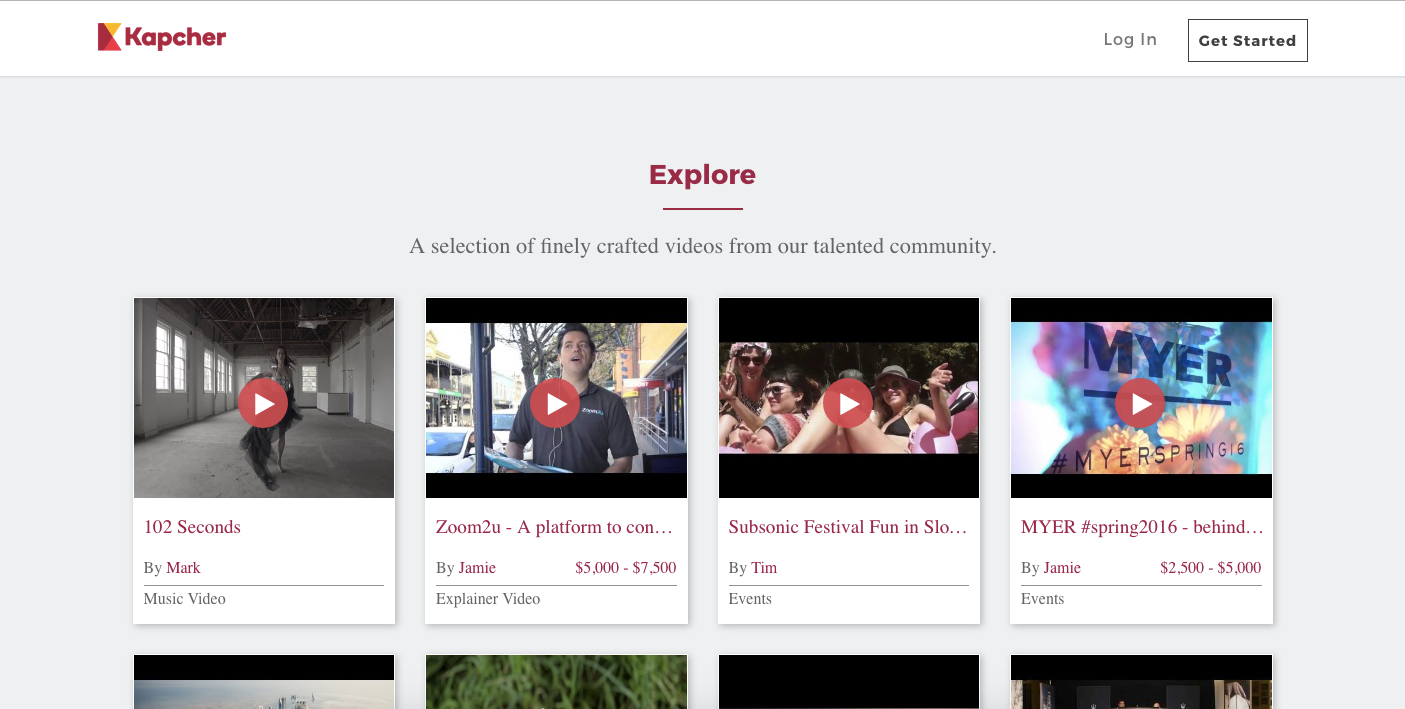 Kapcher
Log In
Get Started
Explore
A selection of finely crafted videos from our talented community.
Zoom2u
MYER
#MYERSPRING16
102 Seconds
Zoom2u - A platform to con…
Subsonic Festival Fun in Slo…
MYER #spring2016 - behind…
By Mark
By Jamie $5,000 - $7,500
By Tim
By Jamie $2,500 - $5,000
Music Video
Explainer Video
Events
Events